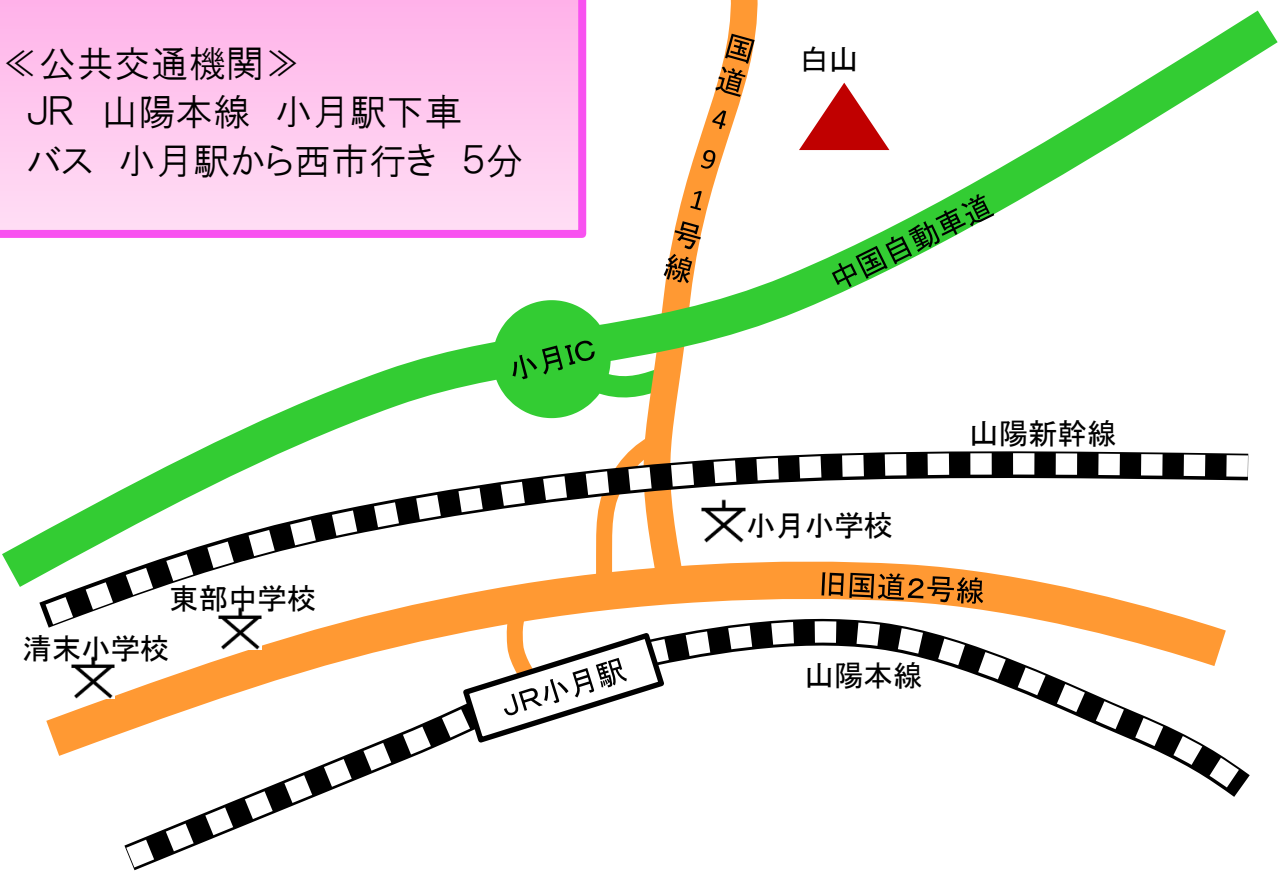 ≪公共交通機関≫
JR　山陽本線　小月駅下車
バス　小月駅から西市行き　５分
国道４９１号線
白山
中国自動車道
小月IC
山陽新幹線
小月小学校
旧国道２号線
東部中学校
清末小学校
JR小月駅
山陽本線